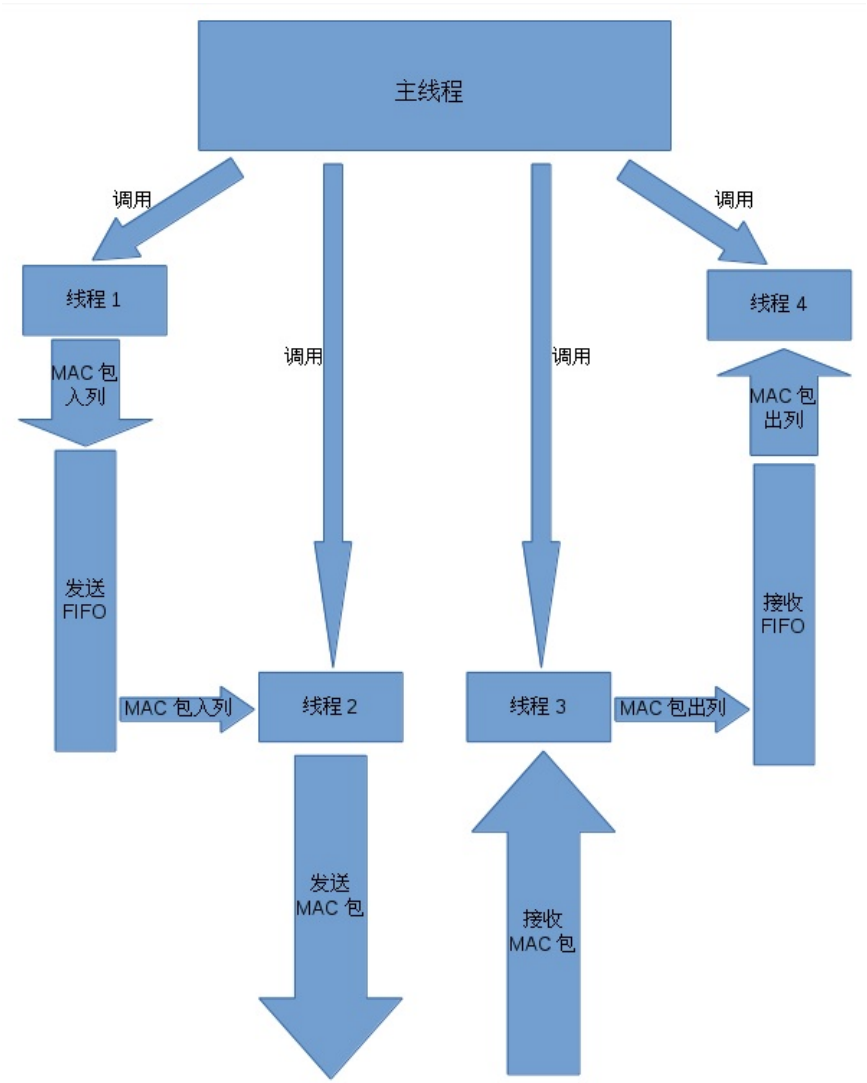 主线程
调用
调用
线程 1
线程 4
调用
调用
MAC 包
入列
MAC 包
出列
发送
FIFO
接收
FIFO
MAC 包入列
线程 2
线程 3
MAC 包出列
发送
MAC 包
接收
MAC 包